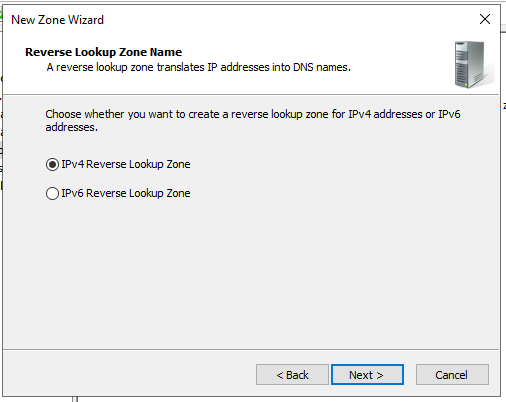 New Zone Wizard
Reverse Lookup Zone Name
A reverse lookup zone translates IP addresses into DNS names.
Choose whether you want to create a reverse lookup zone for IPv4 addresses or IPv6
addresses.
IPv4 Reverse Lookup Zone
IPv6 Reverse Lookup Zone
< Back
Next >
Cancel